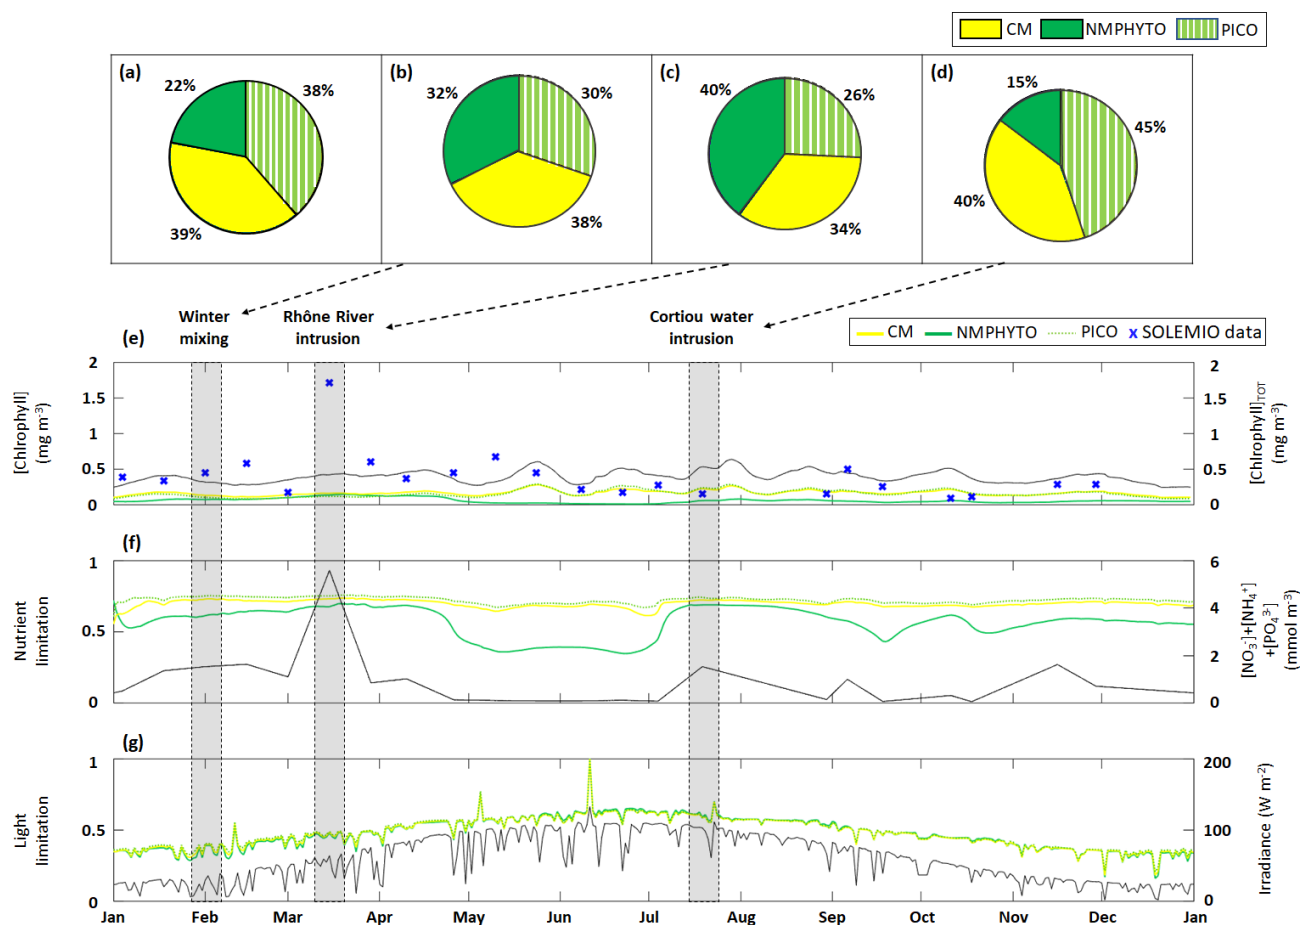 CM NMPHYTO PICO
(a) (b) (c) (d)
22% 38% 32% 30% 40% 26% 15% 45%
39% 38% 34% 40%
Winter
mixing
Rhône River
intrusion
Cortiou water
intrusion
(e)
CM NMPHYTO PICO x SOLEMIO data
[Chlrophyll]
(mg m⁻³)
2
1.5
1
0.5
0
2
1.5
1
0.5
0
[Chlrophyll]TOT
(mg m⁻³)
(f)
Nutrient
limitation
1
0.5
0
6
4
2
0
[NO₃⁻]+[NH₄⁺]
+[PO₄³⁻]
(mmol m⁻³)
(g)
Light
limitation
1
0.5
0
200
100
0
Irradiance (W m⁻²)
Jan Feb Mar Apr May Jun Jul Aug Sep Oct Nov Dec Jan